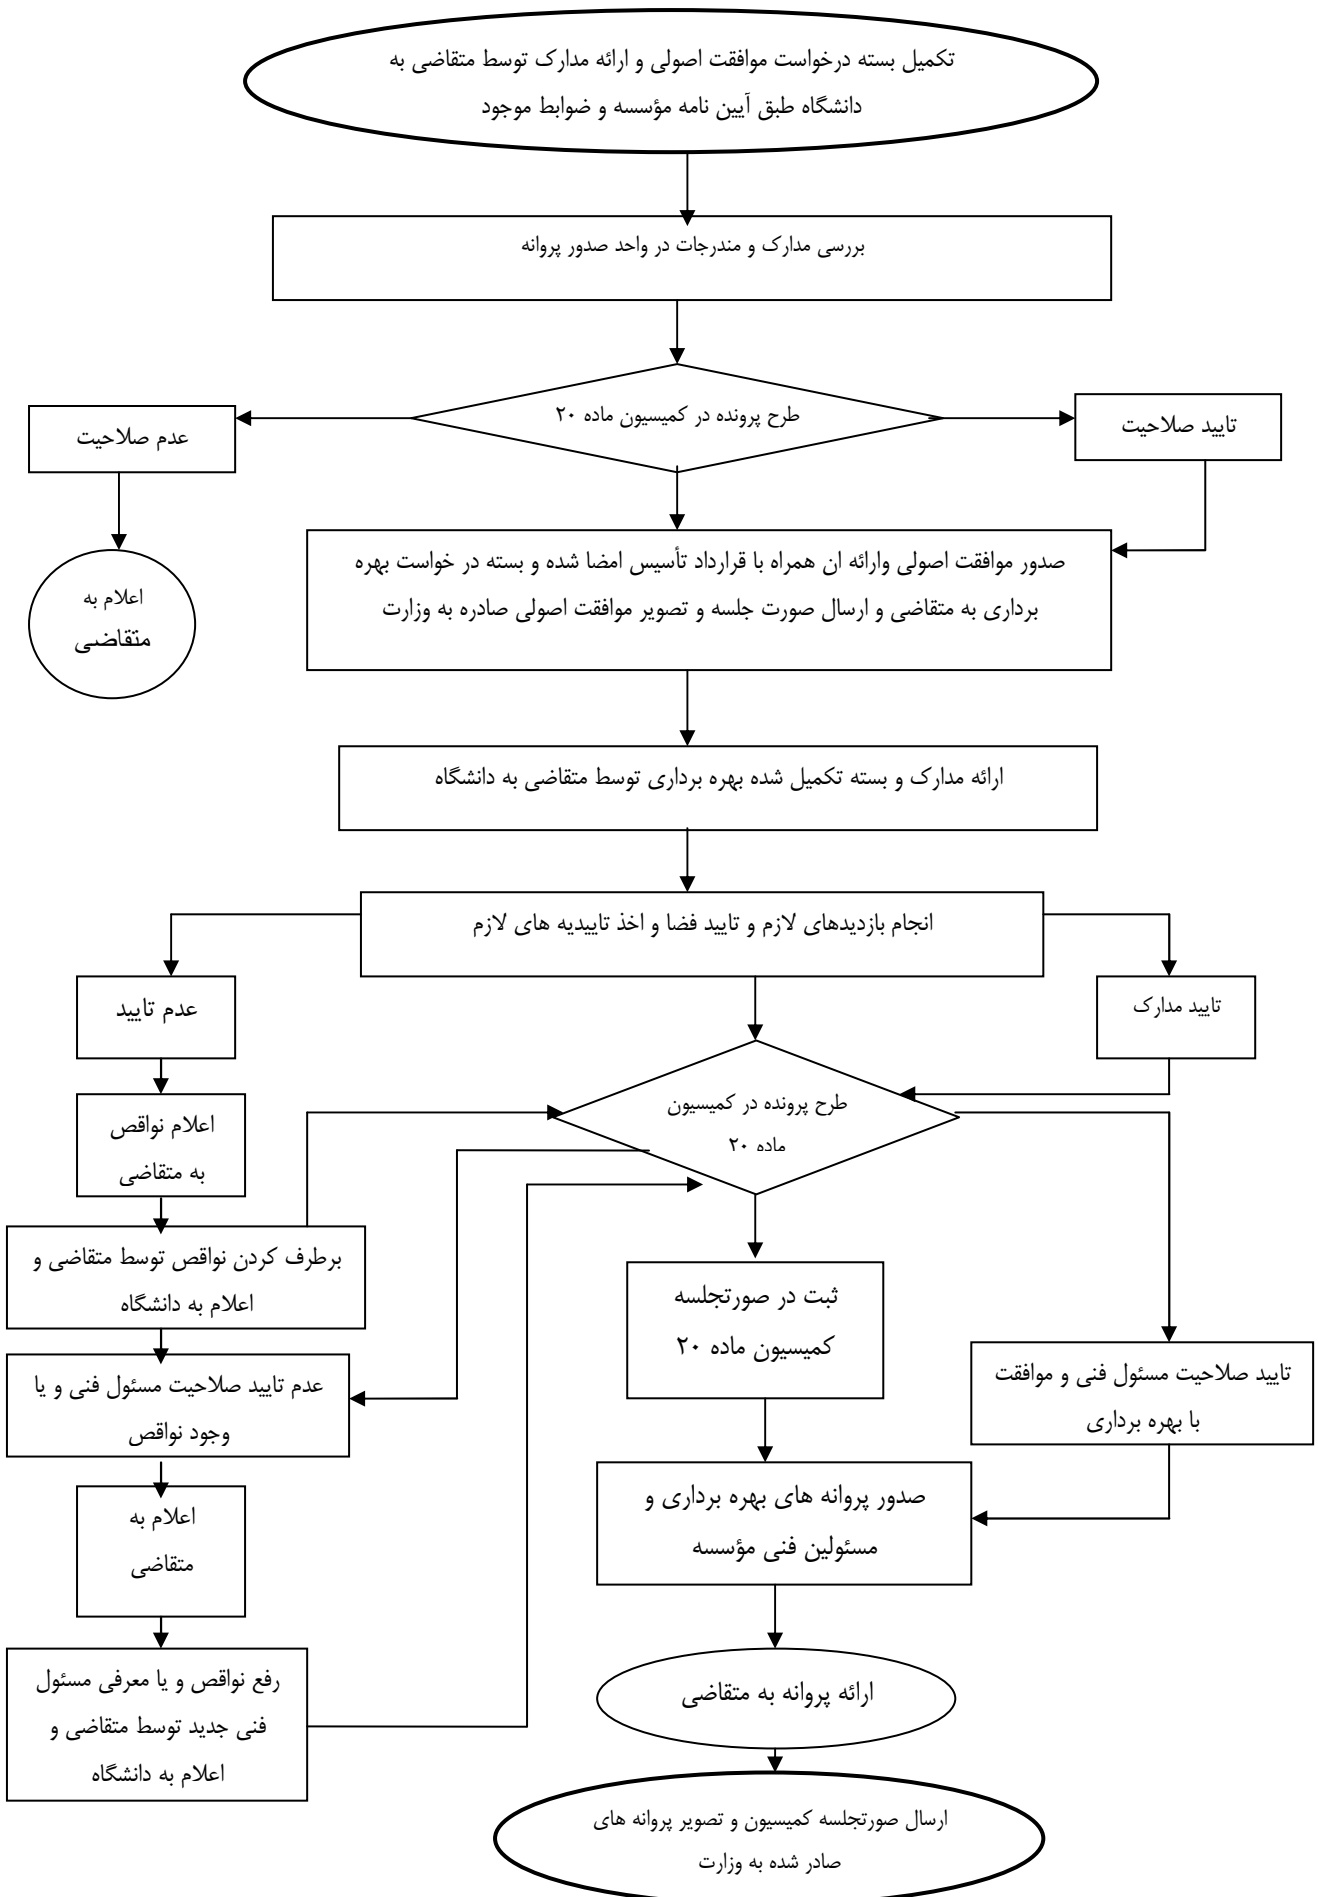 تکمیل بسته درخواست موافقت اصولی و ارائه مدارک توسط متقاضی به
دانشگاه طبق آیین نامه مؤسسه و ضوابط موجود
بررسی مدارک و مندرجات در واحد صدور پروانه
طرح پرونده در کمیسیون ماده ۲۰
تایید صلاحیت
عدم صلاحیت
اعلام به
متقاضی
صدور موافقت اصولی وارائه ان همراه با قرارداد تأسیس امضا شده و بسته در خواست بهره
برداری به متقاضی و ارسال صورت جلسه و تصویر موافقت اصولی صادره به وزارت
ارائه مدارک و بسته تکمیل شده بهره برداری توسط متقاضی به دانشگاه
انجام بازدیدهای لازم و تایید فضا و اخذ تاییدیه های لازم
تایید مدارک
عدم تایید
طرح پرونده در کمیسیون
ماده ۲۰
اعلام نواقص
به متقاضی
برطرف کردن نواقص توسط متقاضی و
اعلام به دانشگاه
ثبت در صورتجلسه
کمیسیون ماده ۲۰
تایید صلاحیت مسئول فنی و موافقت
با بهره برداری
عدم تایید صلاحیت مسئول فنی و یا
وجود نواقص
صدور پروانه های بهره برداری و
مسئولین فنی مؤسسه
اعلام به
متقاضی
رفع نواقص و یا معرفی مسئول
فنی جدید توسط متقاضی و
اعلام به دانشگاه
ارائه پروانه به متقاضی
ارسال صورتجلسه کمیسیون و تصویر پروانه های
صادر شده به وزارت